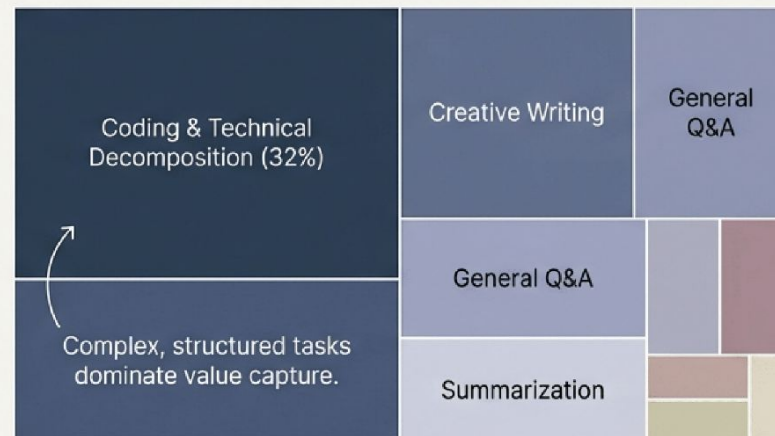 Coding & Technical
Decomposition (32%)
Complex, structured tasks
dominate value capture.
Creative Writing
General
Q&A
General Q&A
Summarization